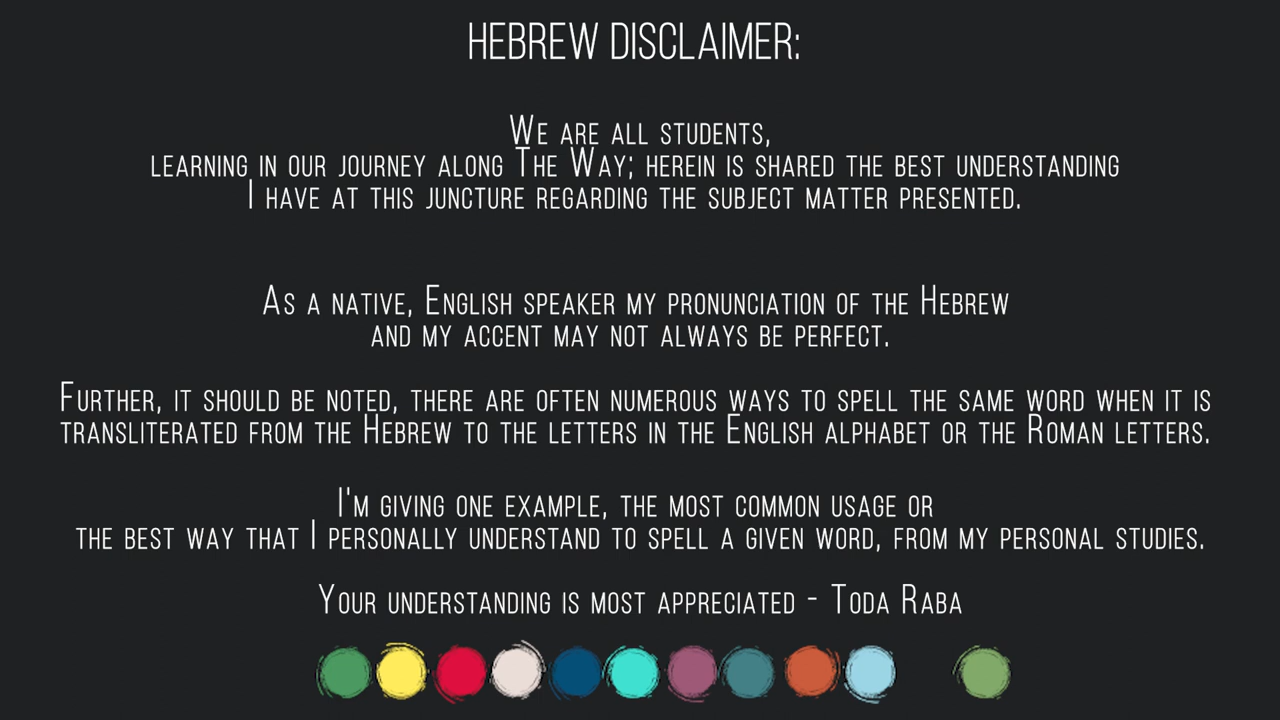 HEBREW DISCLAIMER:
We are all students,
learning in our journey along The Way; herein is shared the best understanding
I have at this juncture regarding the subject matter presented.
As a native, English speaker my pronunciation of the Hebrew
and my accent may not always be perfect.
Further, it should be noted, there are often numerous ways to spell the same word when it is
transliterated from the Hebrew to the letters in the English alphabet or the Roman letters.
I'm giving one example, the most common usage or
the best way that I personally understand to spell a given word, from my personal studies.
Your understanding is most appreciated - Toda Raba